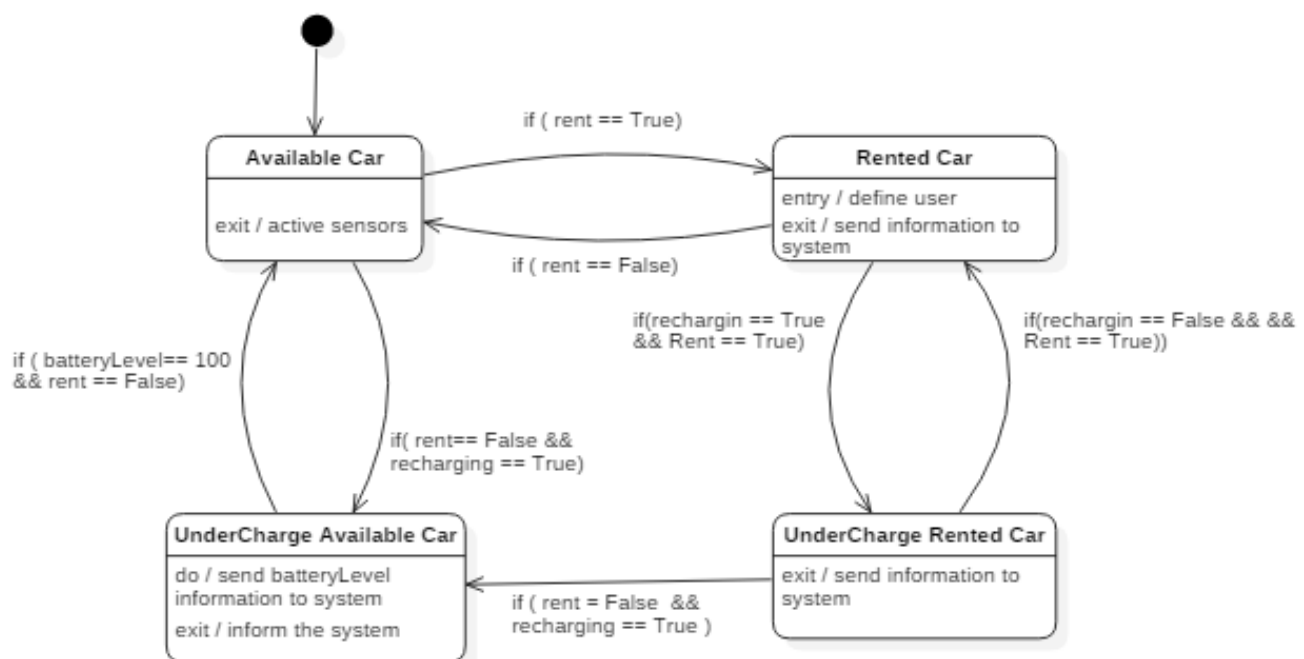 if ( rent == True)
Available Car
exit / active sensors
Rented Car
entry / define user
exit / send information to
system
if ( rent == False)
if(rechargin == True
&& Rent == True)
if(rechargin == False && &&
Rent == True))
if ( batteryLevel== 100
&& rent == False)
if( rent== False &&
recharging == True)
UnderCharge Available Car
do / send batteryLevel
information to system
exit / inform the system
UnderCharge Rented Car
exit / send information to
system
if ( rent = False  &&
recharging == True )